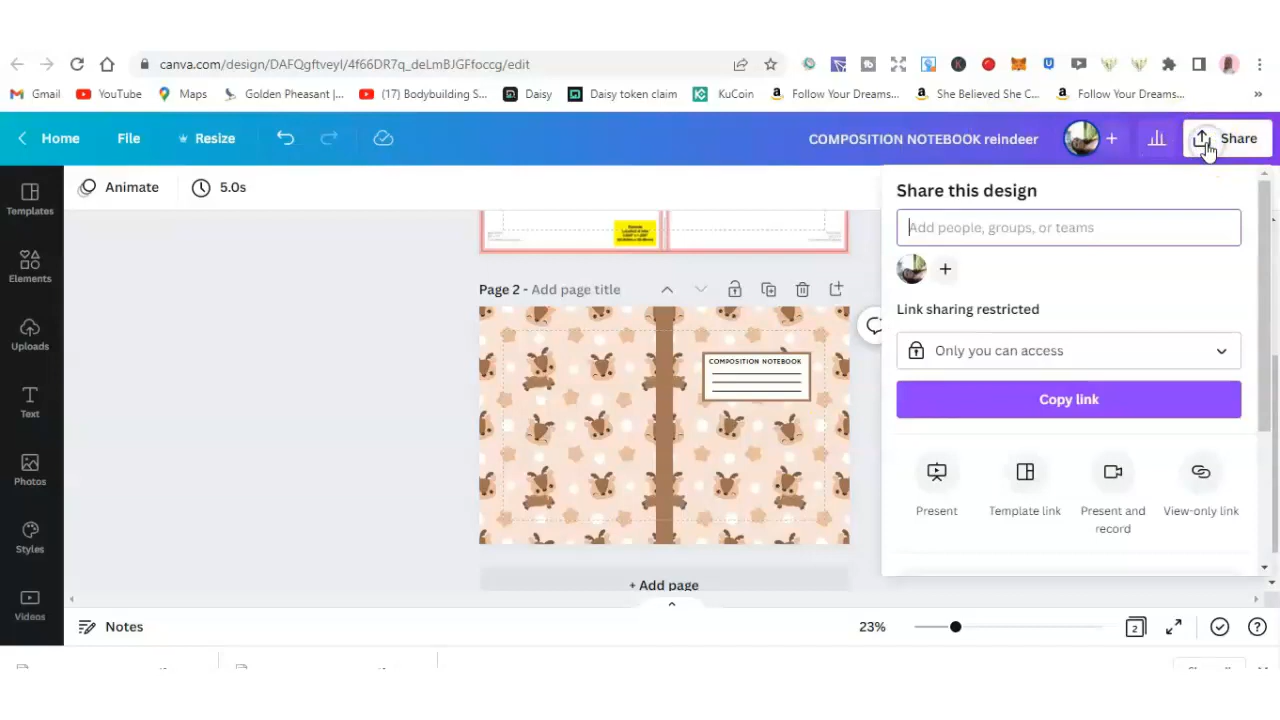 canva.com/design/DAFQgftveyI/4f66DR7q_deLmBJGFfoccg/edit
Gmail YouTube Maps Golden Pheasant |... (17) Bodybuilding S... Daisy Daisy token claim KuCoin Follow Your Dreams... She Believed She C... Follow Your Dreams... »
Home File Resize COMPOSITION NOTEBOOK reindeer Share
Templates
Elements
Uploads
Text
Photos
Styles
Videos
Animate 5.0s
Page 2 - Add page title
COMPOSITION NOTEBOOK
+ Add page
Share this design
Add people, groups, or teams
Link sharing restricted
Only you can access
Copy link
Present Template link Present and record View-only link
Notes 23% 2